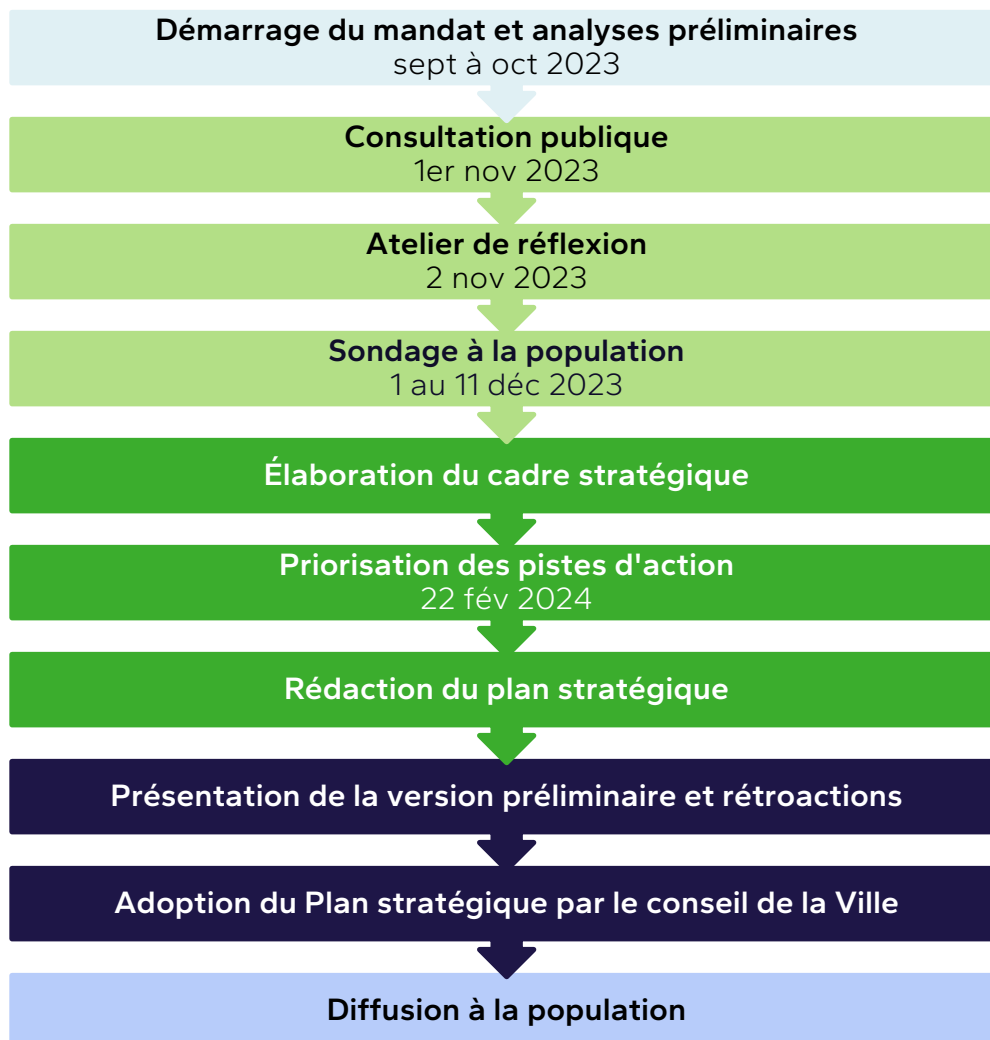 Démarrage du mandat et analyses préliminaires
sept à oct 2023
Consultation publique
1er nov 2023
Atelier de réflexion
2 nov 2023
Sondage à la population
1 au 11 déc 2023
Élaboration du cadre stratégique
Priorisation des pistes d'action
22 fév 2024
Rédaction du plan stratégique
Présentation de la version préliminaire et rétroactions
Adoption du Plan stratégique par le conseil de la Ville
Diffusion à la population